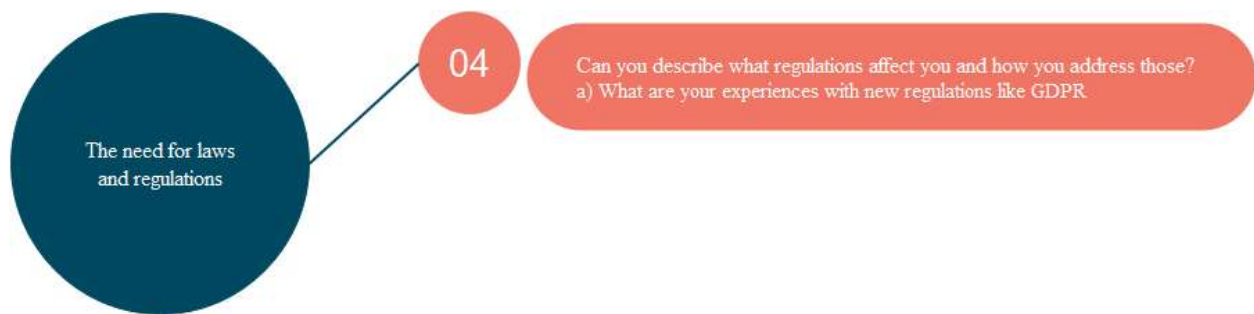 The need for laws
and regulations
04
Can you describe what regulations affect you and how you address those?
a) What are your experiences with new regulations like GDPR